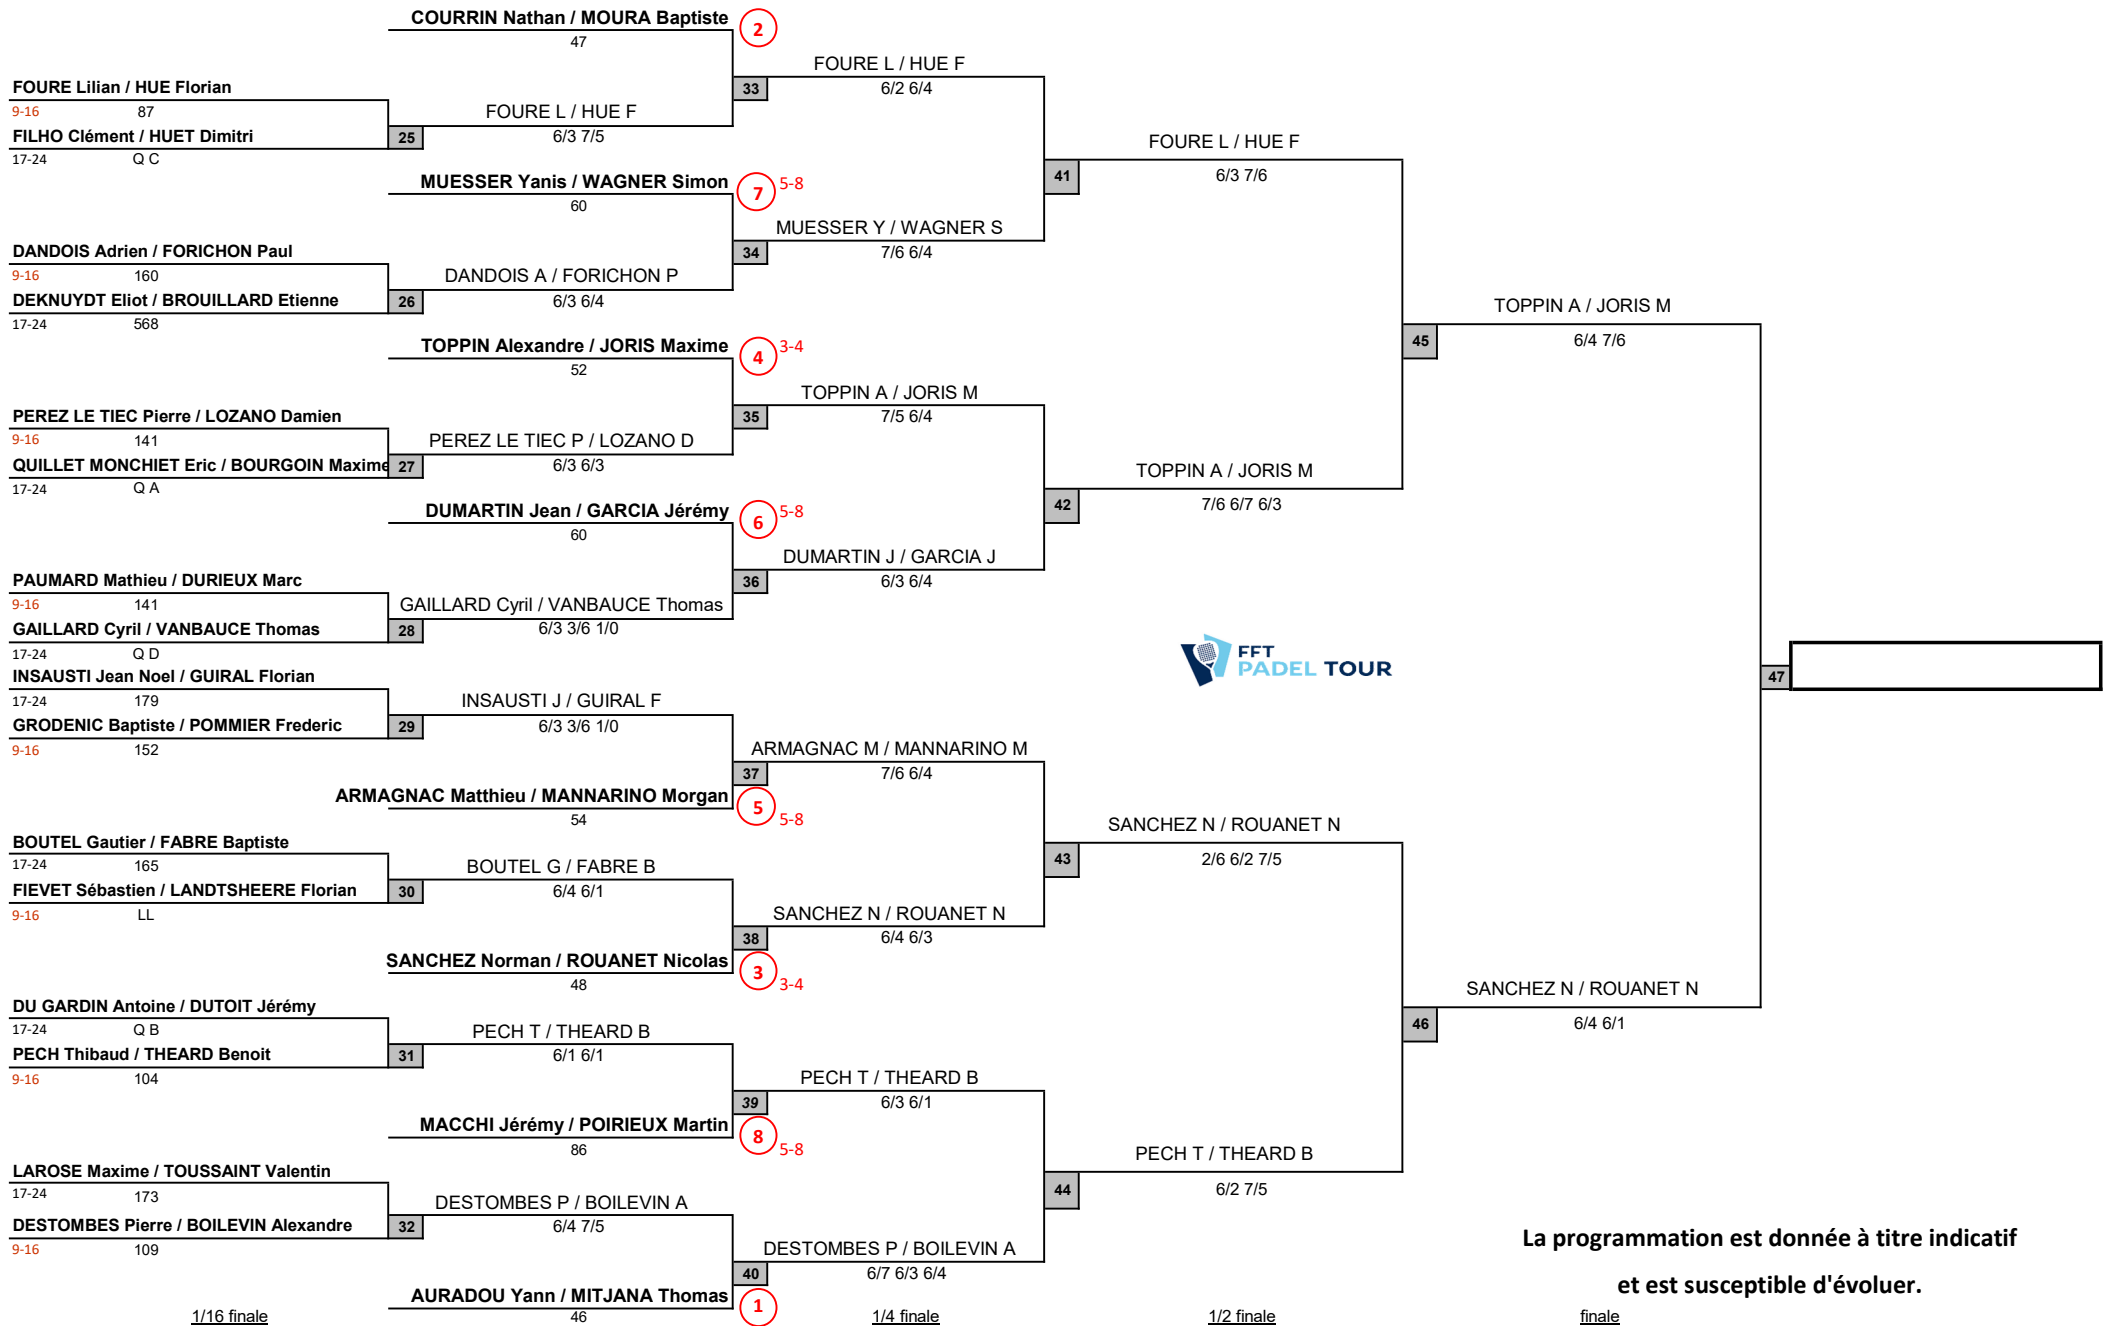 COURRIN Nathan / MOURA Baptiste
2
47
FOURE L / HUE F
FOURE Lilian / HUE Florian
33
6/2 6/4
9-16 87
FOURE L / HUE F
FILHO Clément / HUET Dimitri
25
6/3 7/5
FOURE L / HUE F
17-24 Q C
41
6/3 7/6
MUESSER Yanis / WAGNER Simon
7 5-8
60
MUESSER Y / WAGNER S
DANDOIS Adrien / FORICHON Paul
34
7/6 6/4
9-16 160
DANDOIS A / FORICHON P
DEKNUYDT Eliot / BROUILLARD Etienne
26
6/3 6/4
TOPPIN A / JORIS M
17-24 568
45
6/4 7/6
TOPPIN Alexandre / JORIS Maxime
4 3-4
52
TOPPIN A / JORIS M
PEREZ LE TIEC Pierre / LOZANO Damien
35
7/5 6/4
9-16 141
PEREZ LE TIEC P / LOZANO D
QUILLET MONCHIET Eric / BOURGOIN Maxime
27
6/3 6/3
TOPPIN A / JORIS M
17-24 Q A
42
7/6 6/7 6/3
DUMARTIN Jean / GARCIA Jérémy
6 5-8
60
DUMARTIN J / GARCIA J
PAUMARD Mathieu / DURIEUX Marc
36
6/3 6/4
9-16 141
GAILLARD Cyril / VANBAUCE Thomas
GAILLARD Cyril / VANBAUCE Thomas
28
6/3 3/6 1/0
17-24 Q D
FFT
PADEL TOUR
47
INSAUSTI Jean Noel / GUIRAL Florian
17-24 179
INSAUSTI J / GUIRAL F
GRODENIC Baptiste / POMMIER Frederic
29
6/3 3/6 1/0
9-16 152
ARMAGNAC M / MANNARINO M
37
7/6 6/4
ARMAGNAC Matthieu / MANNARINO Morgan
5 5-8
54
SANCHEZ N / ROUANET N
BOUTEL Gautier / FABRE Baptiste
43
2/6 6/2 7/5
17-24 165
BOUTEL G / FABRE B
FIEVET Sébastien / LANDTSHEERE Florian
30
6/4 6/1
9-16 LL
SANCHEZ N / ROUANET N
38
6/4 6/3
SANCHEZ Norman / ROUANET Nicolas
3 3-4
48
SANCHEZ N / ROUANET N
DU GARDIN Antoine / DUTOIT Jérémy
46
6/4 6/1
17-24 Q B
PECH T / THEARD B
PECH Thibaud / THEARD Benoit
31
6/1 6/1
9-16 104
PECH T / THEARD B
39
6/3 6/1
MACCHI Jérémy / POIRIEUX Martin
8 5-8
86
PECH T / THEARD B
LAROSE Maxime / TOUSSAINT Valentin
44
6/2 7/5
17-24 173
DESTOMBES P / BOILEVIN A
DESTOMBES Pierre / BOILEVIN Alexandre
32
6/4 7/5
9-16 109
DESTOMBES P / BOILEVIN A
40
6/7 6/3 6/4
La programmation est donnée à titre indicatif
et est susceptible d'évoluer.
AURADOU Yann / MITJANA Thomas
1
46
1/16 finale
1/4 finale
1/2 finale
finale